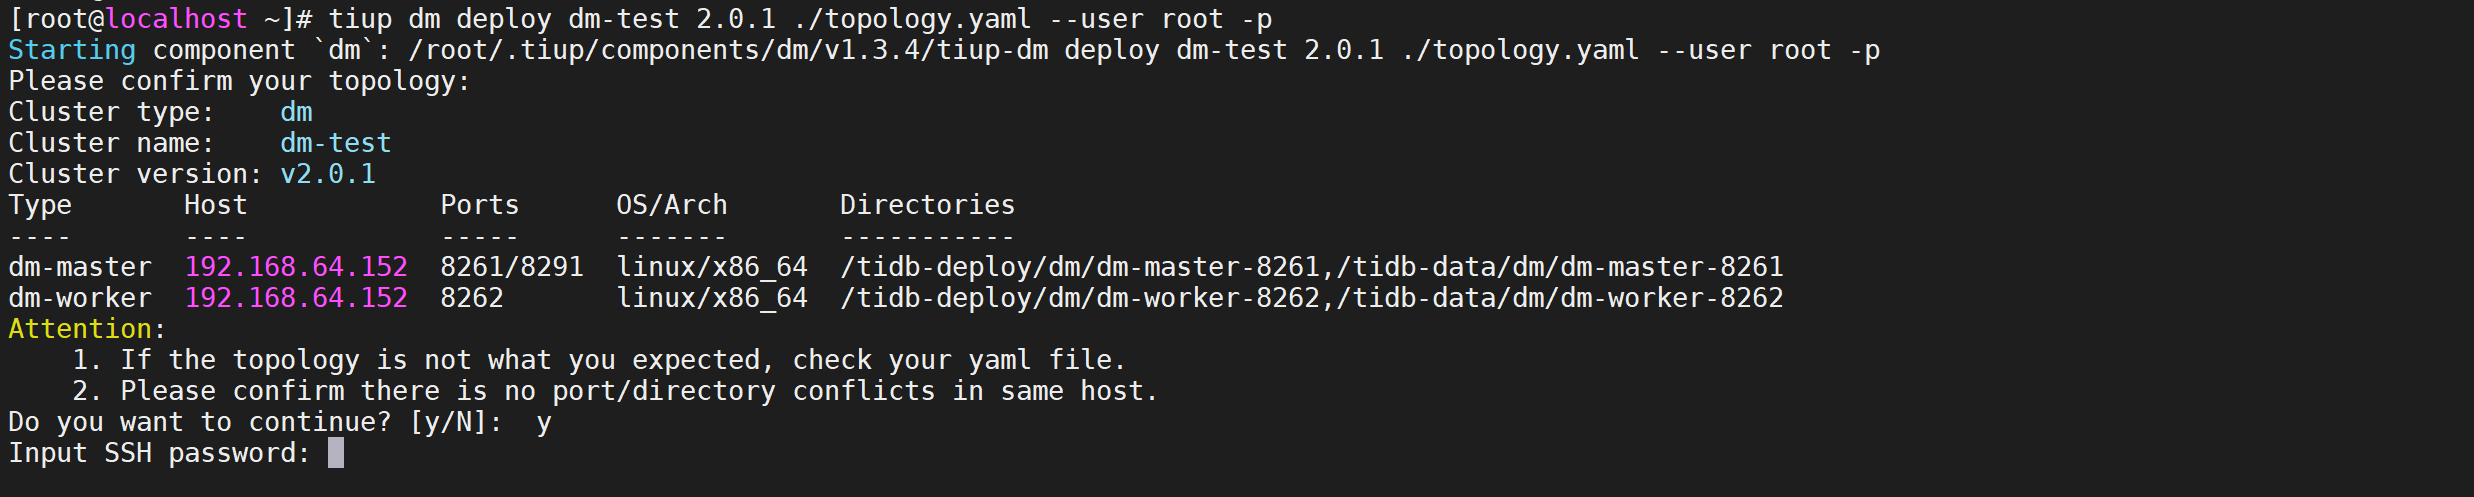 [root@localhost ~]# tiup dm deploy dm-test 2.0.1 ./topology.yaml --user root -p
Starting component `dm`: /root/.tiup/components/dm/v1.3.4/tiup-dm deploy dm-test 2.0.1 ./topology.yaml --user root -p
Please confirm your topology:
Cluster type:    dm
Cluster name:    dm-test
Cluster version: v2.0.1
Type       Host            Ports      OS/Arch       Directories
----       ----            -----      -------       -----------
dm-master  192.168.64.152  8261/8291  linux/x86_64  /tidb-deploy/dm/dm-master-8261,/tidb-data/dm/dm-master-8261
dm-worker  192.168.64.152  8262       linux/x86_64  /tidb-deploy/dm/dm-worker-8262,/tidb-data/dm/dm-worker-8262
Attention:
    1. If the topology is not what you expected, check your yaml file.
    2. Please confirm there is no port/directory conflicts in same host.
Do you want to continue? [y/N]:  y
Input SSH password: